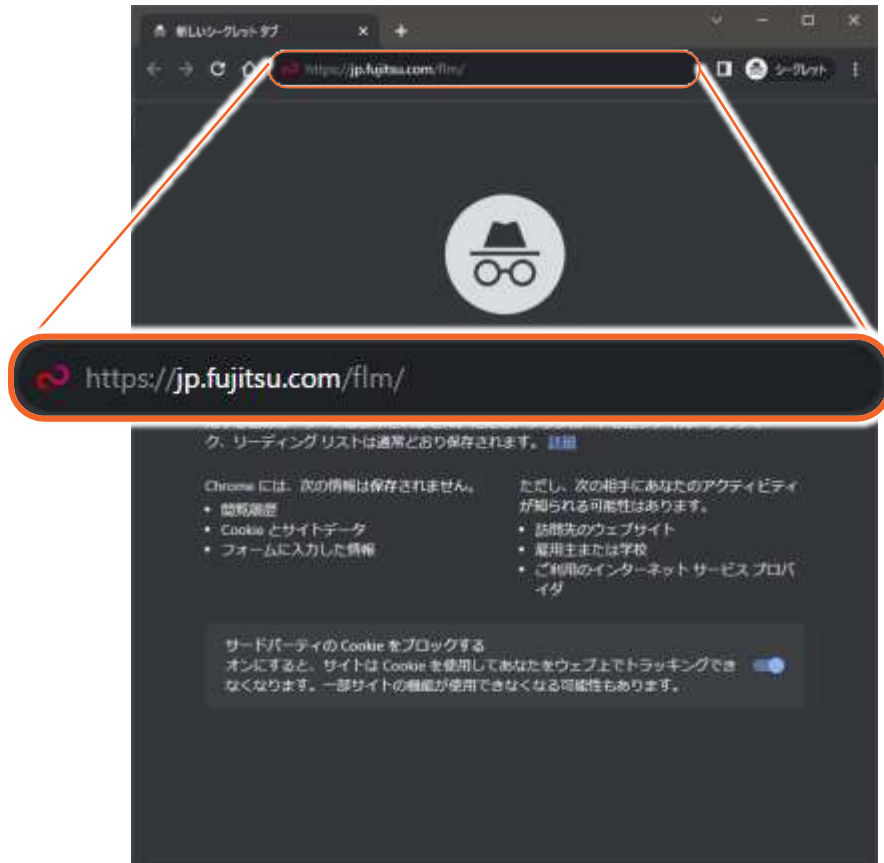 新しいシークレット タブ
https://jp.fujitsu.com/flm/
シークレット
https://jp.fujitsu.com/flm/
ク、リーディング リストは通常どおり保存されます。詳細
Chrome には、次の情報は保存されません。
• 閲覧履歴
• Cookie とサイトデータ
• フォームに入力した情報
ただし、次の相手にあなたのアクティビティ
が知られる可能性はあります。
• 訪問先のウェブサイト
• 雇用主または学校
• ご利用のインターネット サービス プロバ
イダ
サードパーティの Cookie をブロックする
オンにすると、サイトは Cookie を使用してあなたをウェブ上でトラッキングでき
なくなります。一部サイトの機能が使用できなくなる可能性もあります。